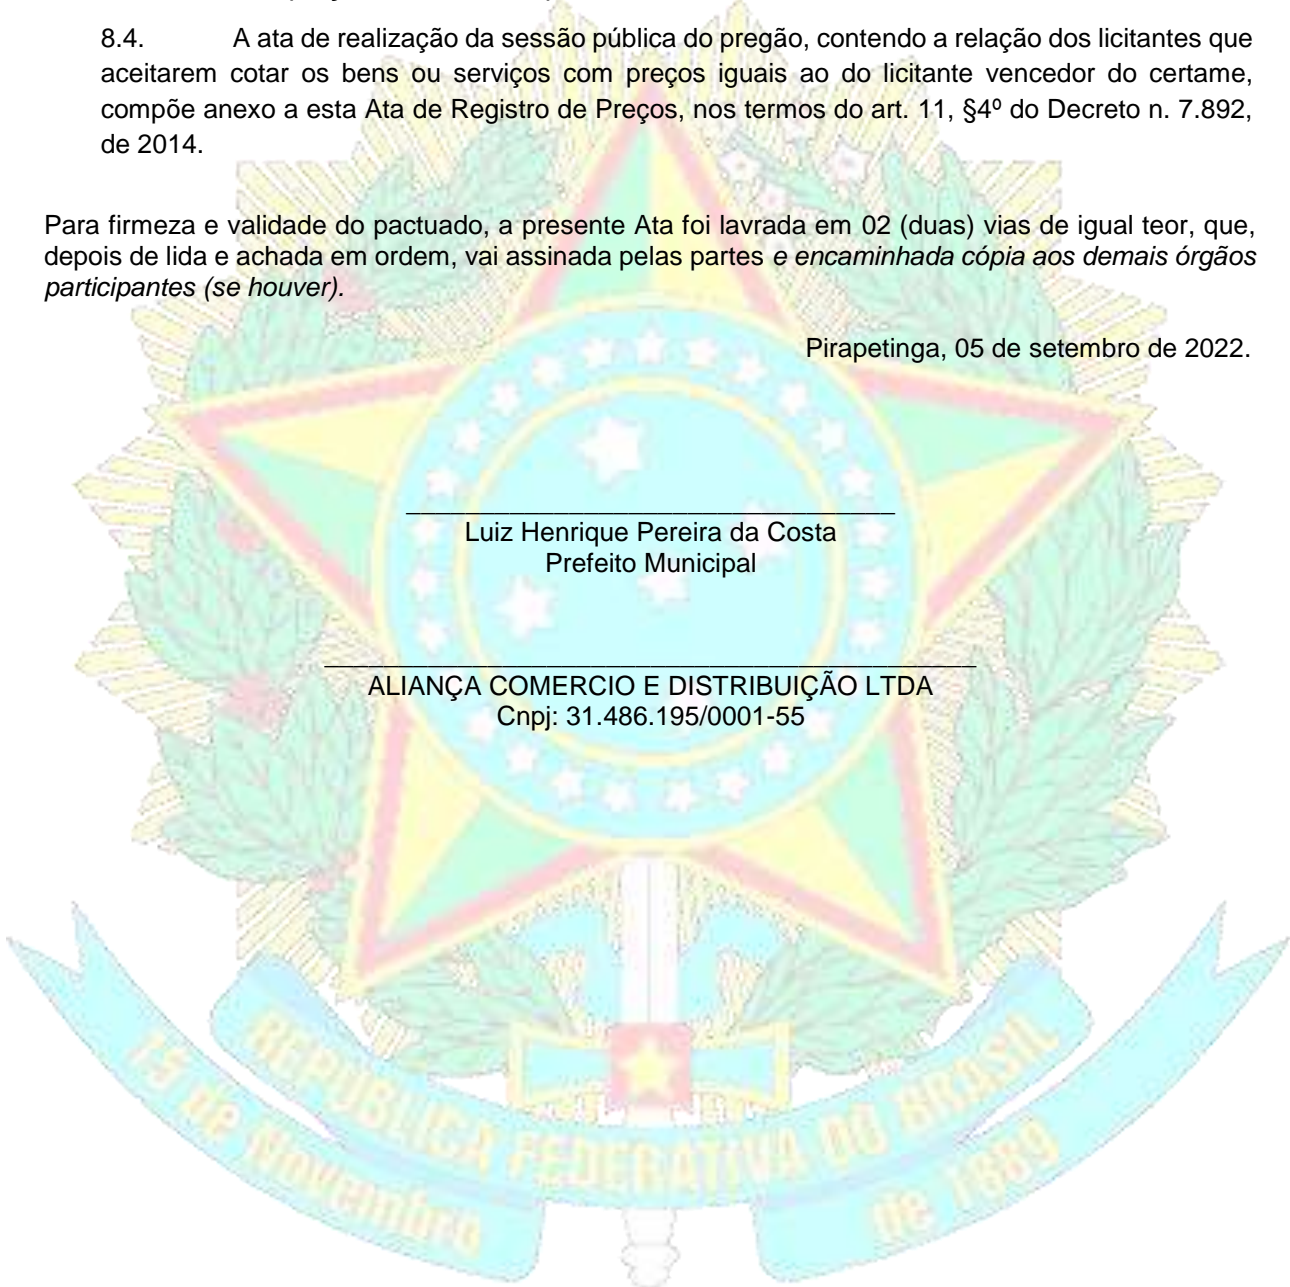 8.4. A ata de realização da sessão pública do pregão, contendo a relação dos licitantes que
aceitarem cotar os bens ou serviços com preços iguais ao do licitante vencedor do certame,
compõe anexo a esta Ata de Registro de Preços, nos termos do art. 11, §4º do Decreto n. 7.892,
de 2014.
Para firmeza e validade do pactuado, a presente Ata foi lavrada em 02 (duas) vias de igual teor, que,
depois de lida e achada em ordem, vai assinada pelas partes e encaminhada cópia aos demais órgãos
participantes (se houver).
Pirapetinga, 05 de setembro de 2022.
Luiz Henrique Pereira da Costa
Prefeito Municipal
ALIANÇA COMERCIO E DISTRIBUIÇÃO LTDA
Cnpj: 31.486.195/0001-55
REPUBLICA FEDERATIVA DO BRASIL
15 de Novembro de 1889